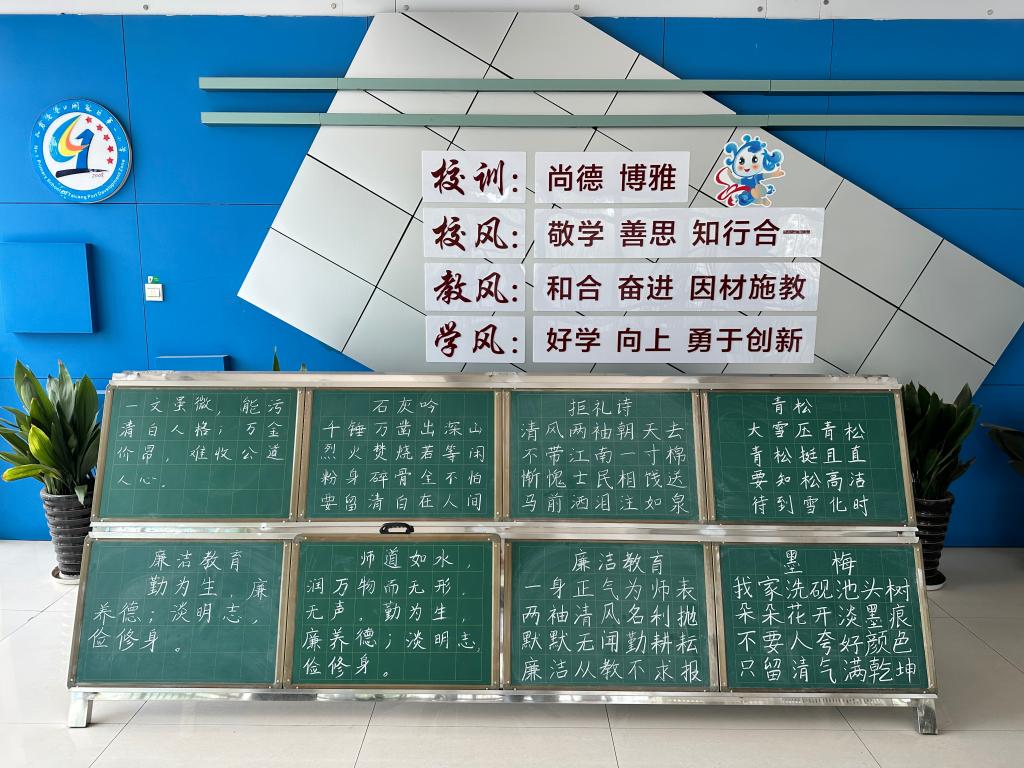 校训：尚德 博雅
校风：敬学 善思 知行合一
教风：和合 奋进 因材施教
学风：好学 向上 勇于创新
一文虽微，能污
清白人格；万金
价昂，难收公道
人心。
石灰吟
千锤万凿出深山
烈火焚烧若等闲
粉身碎骨全不怕
要留清白在人间
拒礼诗
清风两袖朝天去
不带江南一寸棉
惭愧士民相饯送
马前洒泪注如泉
青松
大雪压青松
青松挺且直
要知松高洁
待到雪化时
廉洁教育
勤为生，廉
养德；淡明志，
俭修身。
师道如水，
润万物而无形，
无声。勤为生，
廉养德；淡明志，
俭修身。
廉洁教育
一身正气为师表
两袖清风名利抛
默默无闻勤耕耘
廉洁从教不求报
墨梅
我家洗砚池头树
朵朵花开淡墨痕
不要人夸好颜色
只留清气满乾坤